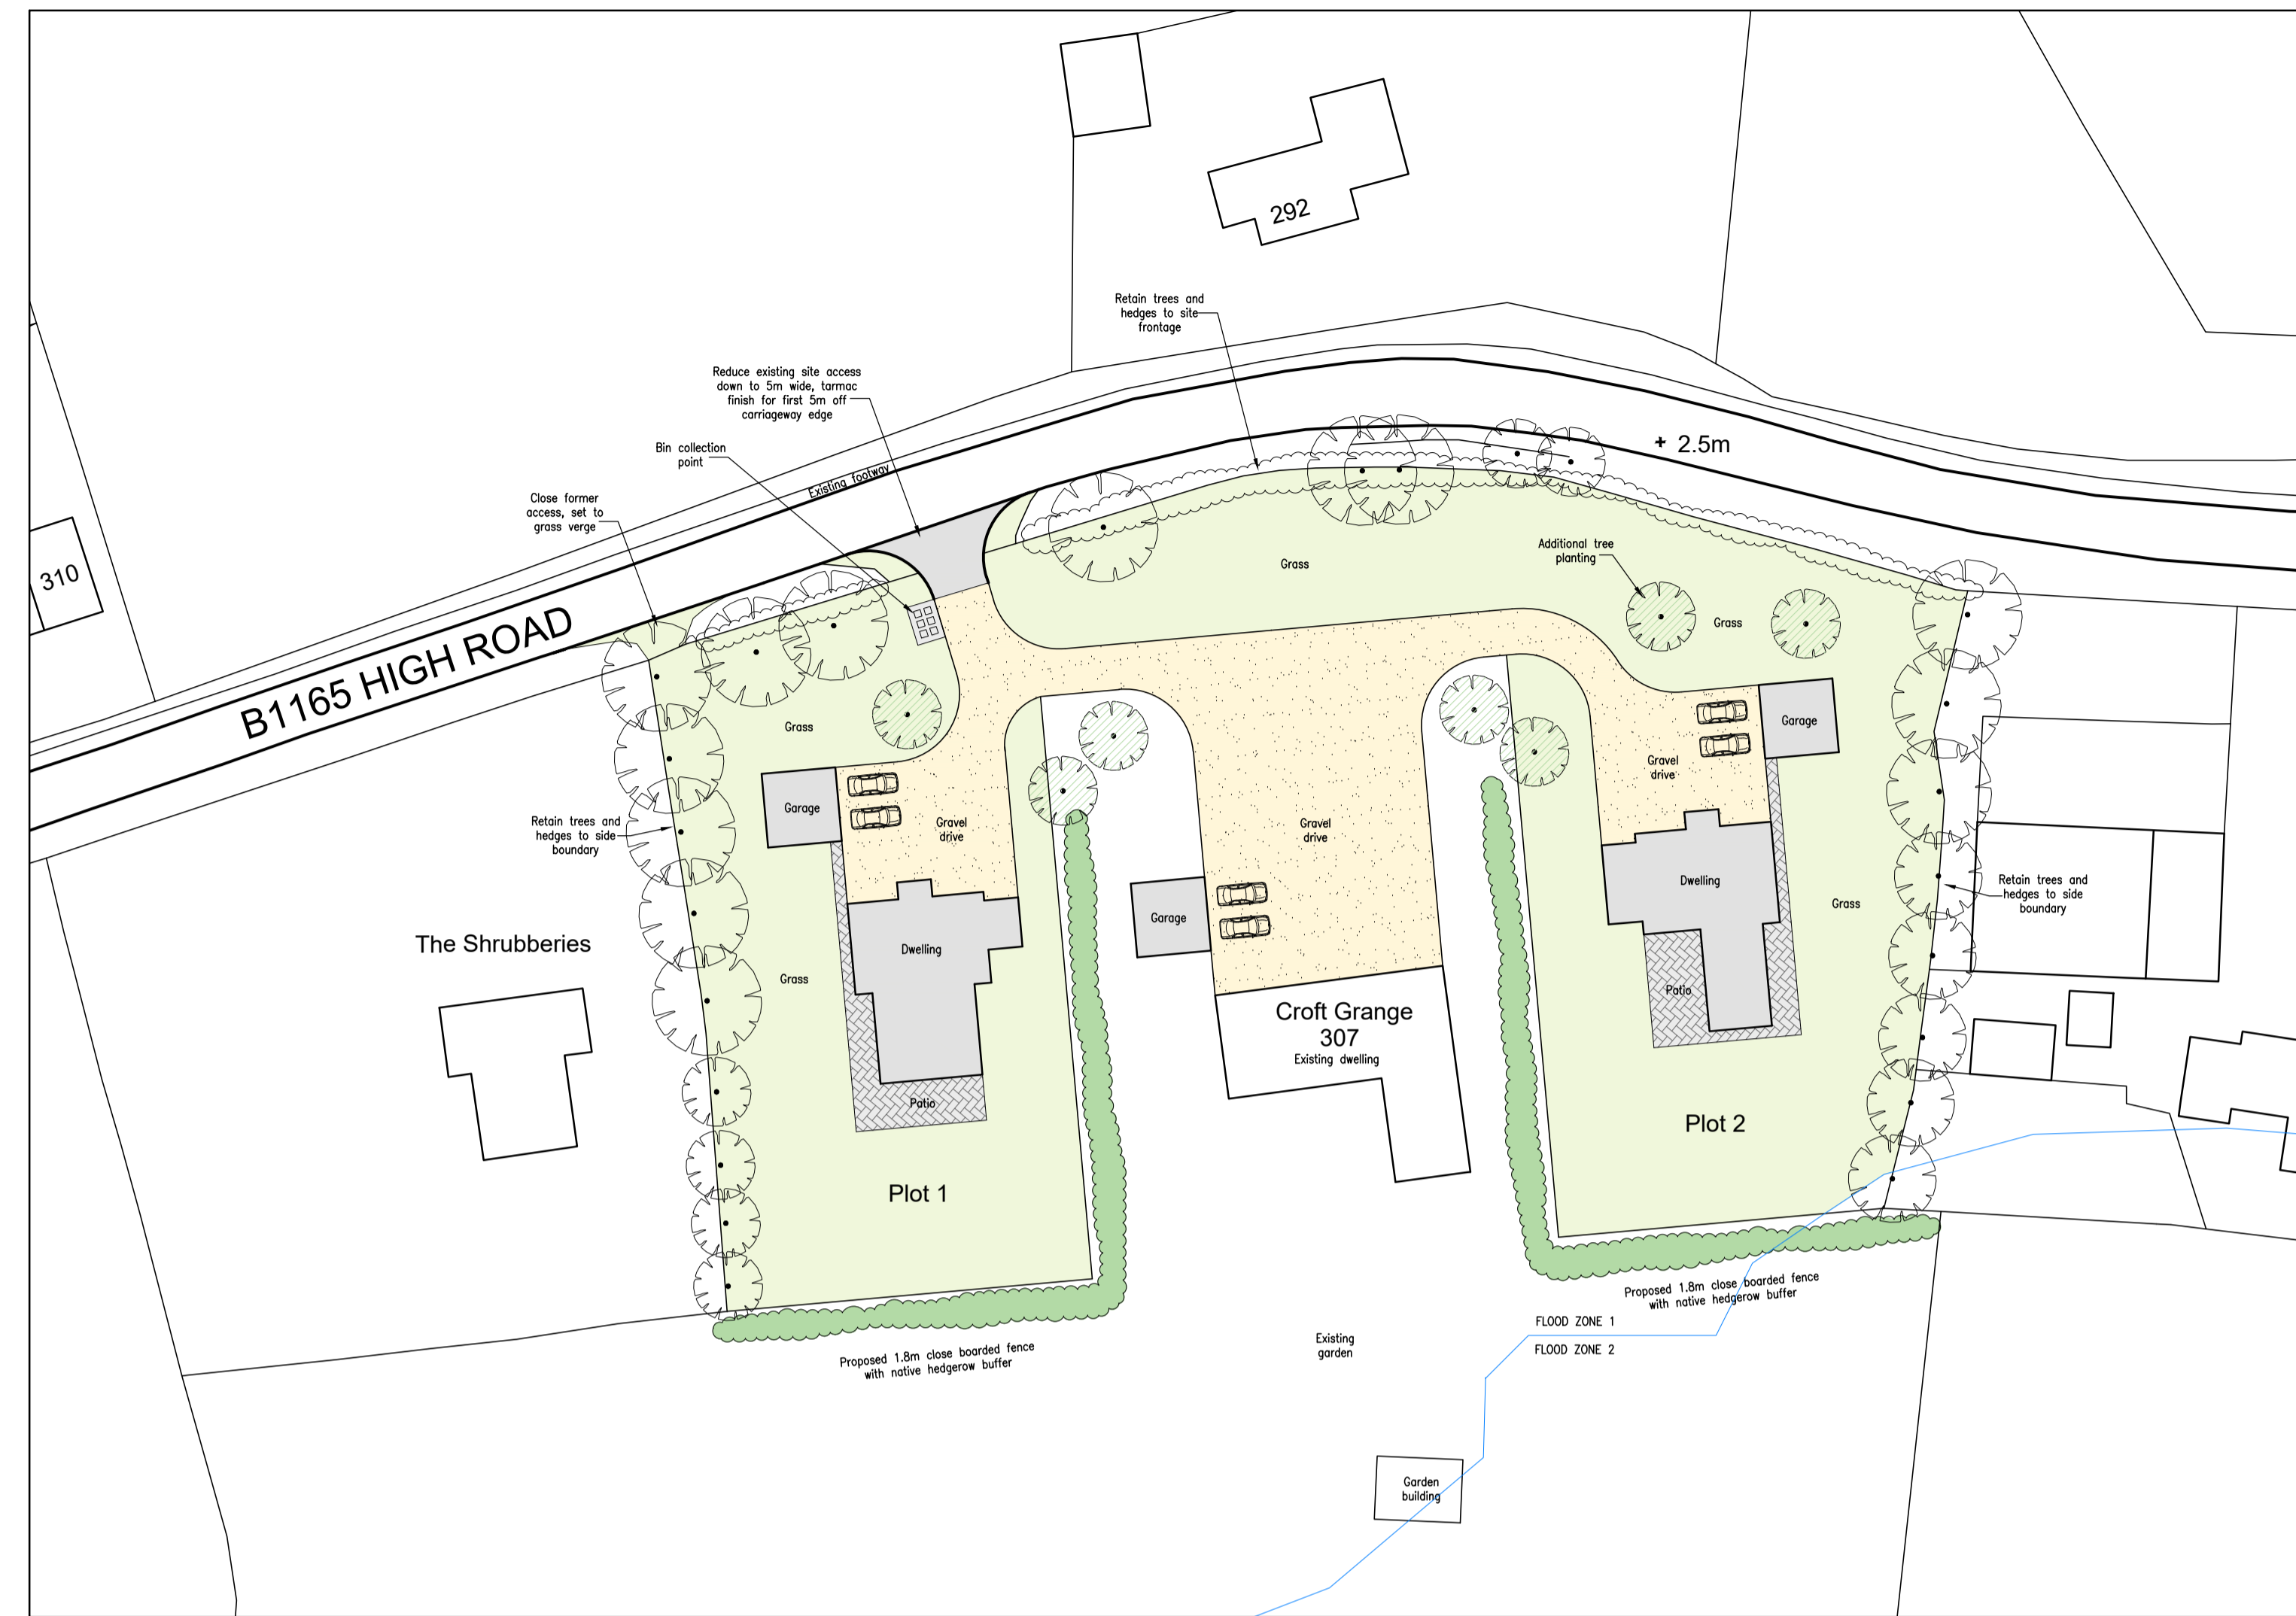 292
Retain trees and
hedges to site
frontage
Reduce existing site access
down to 5m wide, tarmac
finish for first 5m off
carriageway edge
+ 2.5m
Bin collection
point
Existing footway
Close former
access, set to
grass verge
310
B1165 HIGH ROAD
Additional tree
planting
Grass
Grass
Grass
Garage
Garage
Gravel
drive
Retain trees and
hedges to side
boundary
Gravel
drive
Gravel
drive
Garage
Dwelling
Retain trees and
hedges to side
boundary
Grass
Garage
The Shrubberies
Dwelling
Grass
Patio
Croft Grange
307
Existing dwelling
Patio
Plot 2
Plot 1
Proposed 1.8m close boarded fence
with native hedgerow buffer
FLOOD ZONE 1
FLOOD ZONE 2
Existing
garden
Proposed 1.8m close boarded fence
with native hedgerow buffer
Garden
building